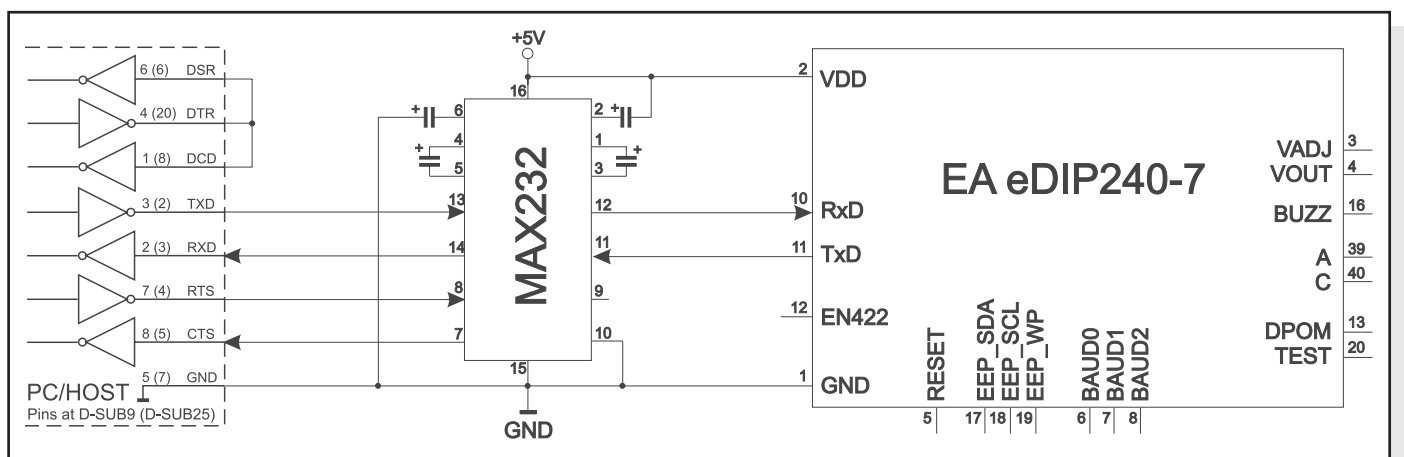 +5V
6 (6) DSR
4 (20) DTR
1 (8) DCD
3 (2) TXD
2 (3) RXD
7 (4) RTS
8 (5) CTS
5 (7) GND
PC/HOST
Pins at D-SUB9 (D-SUB25)
16
+ 6
2 +
4
+
5
1
+
3
13
12
14
11
8
9
7
10
15
MAX232
GND
EA eDIP240-7
2 VDD
10 RxD
11 TxD
12 EN422
1 GND
VADJ 3
VOUT 4
BUZZ 16
A 39
C 40
DPOM 13
TEST 20
RESET
EEP_SDA
EEP_SCL
EEP_WP
BAUD0
BAUD1
BAUD2
5 17 18 19 6 7 8